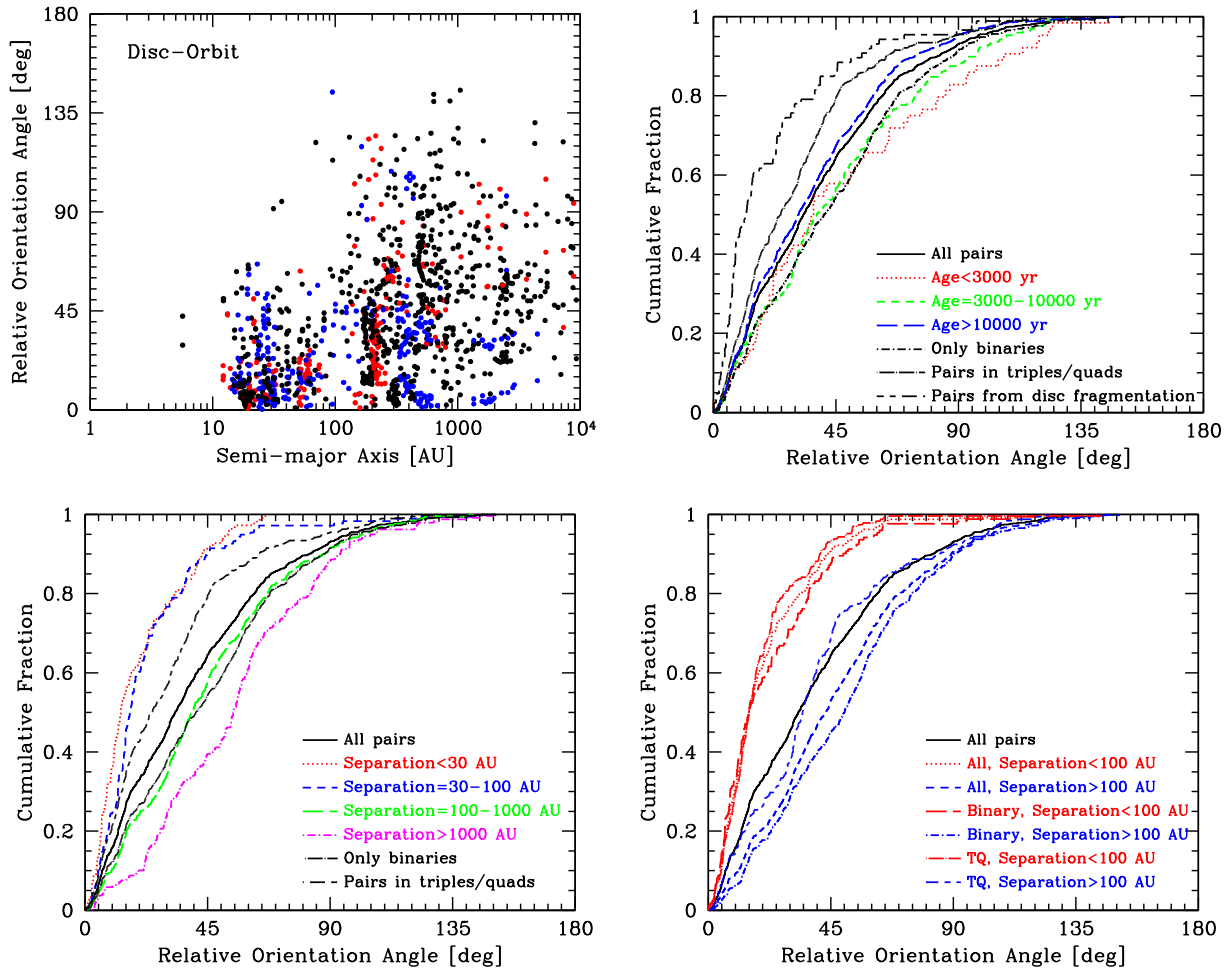 Disc-Orbit
Relative Orientation Angle [deg]
180
135
90
45
0
1
10
100
1000
10⁴
Semi-major Axis [AU]
Cumulative Fraction
1
0.8
0.6
0.4
0.2
0
All pairs
Age<3000 yr
Age=3000-10000 yr
Age>10000 yr
Only binaries
Pairs in triples/quads
Pairs from disc fragmentation
0
45
90
135
180
Relative Orientation Angle [deg]
Cumulative Fraction
1
0.8
0.6
0.4
0.2
0
All pairs
Separation<30 AU
Separation=30-100 AU
Separation=100-1000 AU
Separation>1000 AU
Only binaries
Pairs in triples/quads
0
45
90
135
180
Relative Orientation Angle [deg]
Cumulative Fraction
1
0.8
0.6
0.4
0.2
0
All pairs
All, Separation<100 AU
All, Separation>100 AU
Binary, Separation<100 AU
Binary, Separation>100 AU
TQ, Separation<100 AU
TQ, Separation>100 AU
0
45
90
135
180
Relative Orientation Angle [deg]